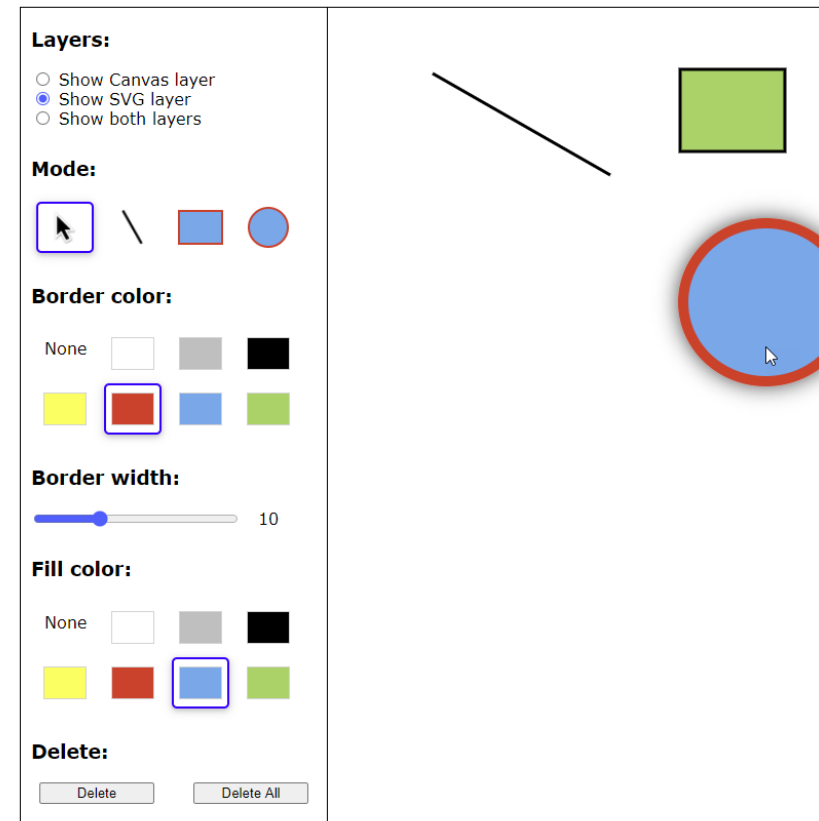 Layers:
Show Canvas layer
Show SVG layer
Show both layers
Mode:
Border color:
None
Border width:
10
Fill color:
None
Delete:
Delete
Delete All